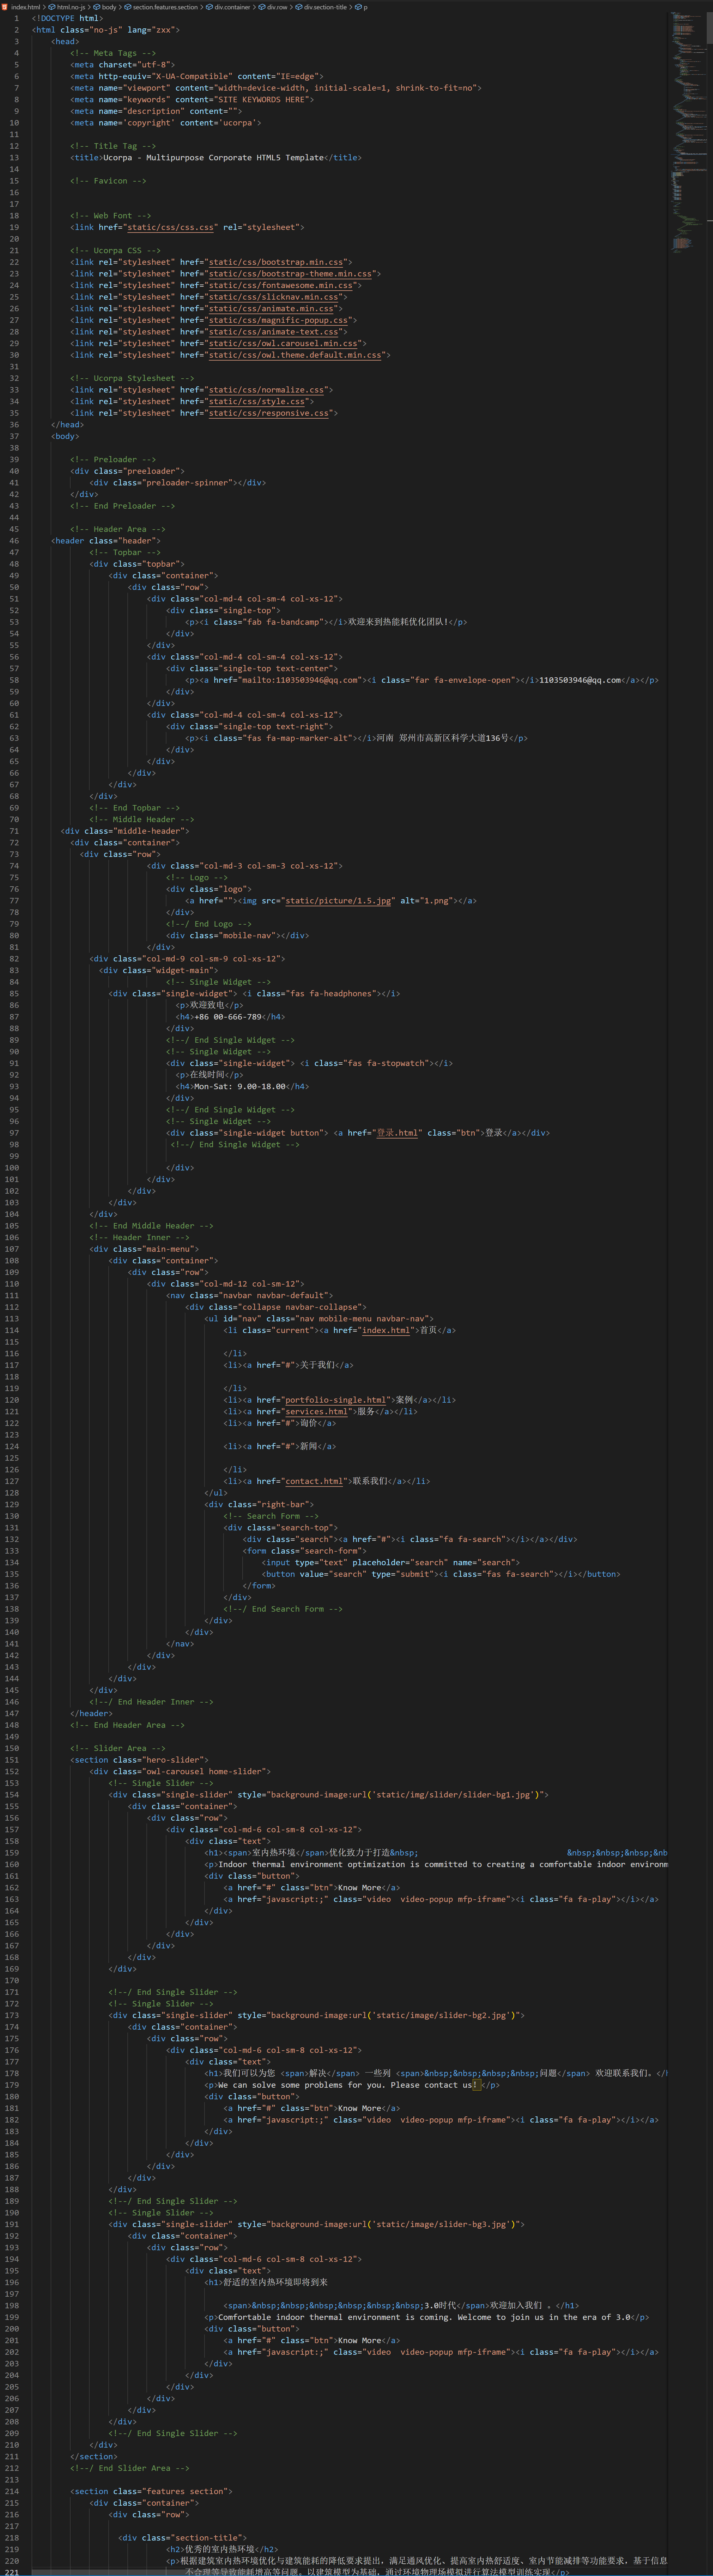 index.html > html.no-js > body > section.features.section > div.container > div.row > div.section-title > p
1 <!DOCTYPE html>
2 <html class="no-js" lang="zxx">
3 <head>
4 <!-- Meta Tags -->
5 <meta charset="utf-8">
6 <meta http-equiv="X-UA-Compatible" content="IE=edge">
7 <meta name="viewport" content="width=device-width, initial-scale=1, shrink-to-fit=no">
8 <meta name="keywords" content="SITE KEYWORDS HERE">
9 <meta name="description" content="">
10 <meta name='copyright' content='ucorpa'>
11
12 <!-- Title Tag -->
13 <title>Ucorpa - Multipurpose Corporate HTML5 Template</title>
14
15 <!-- Favicon -->
16
17
18 <!-- Web Font -->
19 <link href="static/css/css.css" rel="stylesheet">
20
21 <!-- Ucorpa CSS -->
22 <link rel="stylesheet" href="static/css/bootstrap.min.css">
23 <link rel="stylesheet" href="static/css/bootstrap-theme.min.css">
24 <link rel="stylesheet" href="static/css/fontawesome.min.css">
25 <link rel="stylesheet" href="static/css/slicknav.min.css">
26 <link rel="stylesheet" href="static/css/animate.min.css">
27 <link rel="stylesheet" href="static/css/magnific-popup.css">
28 <link rel="stylesheet" href="static/css/animate-text.css">
29 <link rel="stylesheet" href="static/css/owl.carousel.min.css">
30 <link rel="stylesheet" href="static/css/owl.theme.default.min.css">
31
32 <!-- Ucorpa Stylesheet -->
33 <link rel="stylesheet" href="static/css/normalize.css">
34 <link rel="stylesheet" href="static/css/style.css">
35 <link rel="stylesheet" href="static/css/responsive.css">
36 </head>
37 <body>
38
39 <!-- Preloader -->
40 <div class="preeloader">
41 <div class="preloader-spinner"></div>
42 </div>
43 <!-- End Preloader -->
44
45 <!-- Header Area -->
46 <header class="header">
47 <!-- Topbar -->
48 <div class="topbar">
49 <div class="container">
50 <div class="row">
51 <div class="col-md-4 col-sm-4 col-xs-12">
52 <div class="single-top">
53 <p><i class="fab fa-bandcamp"></i>欢迎来到热能耗优化团队!</p>
54 </div>
55 </div>
56 <div class="col-md-4 col-sm-4 col-xs-12">
57 <div class="single-top text-center">
58 <p><a href="mailto:1103503946@qq.com"><i class="far fa-envelope-open"></i>1103503946@qq.com</a></p>
59 </div>
60 </div>
61 <div class="col-md-4 col-sm-4 col-xs-12">
62 <div class="single-top text-right">
63 <p><i class="fas fa-map-marker-alt"></i>河南 郑州市高新区科学大道136号</p>
64 </div>
65 </div>
66 </div>
67 </div>
68 </div>
69 <!-- End Topbar -->
70 <!-- Middle Header -->
71 <div class="middle-header">
72 <div class="container">
73 <div class="row">
74 <div class="col-md-3 col-sm-3 col-xs-12">
75 <!-- Logo -->
76 <div class="logo">
77 <a href=""><img src="static/picture/1.5.jpg" alt="1.png"></a>
78 </div>
79 <!--/ End Logo -->
80 <div class="mobile-nav"></div>
81 </div>
82 <div class="col-md-9 col-sm-9 col-xs-12">
83 <div class="widget-main">
84 <!-- Single Widget -->
85 <div class="single-widget"> <i class="fas fa-headphones"></i>
86 <p>欢迎致电</p>
87 <h4>+86 00-666-789</h4>
88 </div>
89 <!--/ End Single Widget -->
90 <!-- Single Widget -->
91 <div class="single-widget"> <i class="fas fa-stopwatch"></i>
92 <p>在线时间</p>
93 <h4>Mon-Sat: 9.00-18.00</h4>
94 </div>
95 <!--/ End Single Widget -->
96 <!-- Single Widget -->
97 <div class="single-widget button"> <a href="登录.html" class="btn">登录</a></div>
98 <!--/ End Single Widget -->
99
100 </div>
101 </div>
102 </div>
103 </div>
104 </div>
105 <!-- End Middle Header -->
106 <!-- Header Inner -->
107 <div class="main-menu">
108 <div class="container">
109 <div class="row">
110 <div class="col-md-12 col-sm-12">
111 <nav class="navbar navbar-default">
112 <div class="collapse navbar-collapse">
113 <ul id="nav" class="nav mobile-menu navbar-nav">
114 <li class="current"><a href="index.html">首页</a>
115
116 </li>
117 <li><a href="#">关于我们</a>
118
119 </li>
120 <li><a href="portfolio-single.html">案例</a></li>
121 <li><a href="services.html">服务</a></li>
122 <li><a href="#">询价</a>
123
124 <li><a href="#">新闻</a>
125
126 </li>
127 <li><a href="contact.html">联系我们</a></li>
128 </ul>
129 <div class="right-bar">
130 <!-- Search Form -->
131 <div class="search-top">
132 <div class="search"><a href="#"><i class="fa fa-search"></i></a></div>
133 <form class="search-form">
134 <input type="text" placeholder="search" name="search">
135 <button value="search" type="submit"><i class="fas fa-search"></i></button>
136 </form>
137 </div>
138 <!--/ End Search Form -->
139 </div>
140 </div>
141 </nav>
142 </div>
143 </div>
144 </div>
145 </div>
146 <!--/ End Header Inner -->
147 </header>
148 <!-- End Header Area -->
149
150 <!-- Slider Area -->
151 <section class="hero-slider">
152 <div class="owl-carousel home-slider">
153 <!-- Single Slider -->
154 <div class="single-slider" style="background-image:url('static/img/slider/slider-bg1.jpg')">
155 <div class="container">
156 <div class="row">
157 <div class="col-md-6 col-sm-8 col-xs-12">
158 <div class="text">
159 <h1><span>室内热环境</span>优化致力于打造&nbsp; &nbsp;&nbsp;&nbsp;&nb
160 <p>Indoor thermal environment optimization is committed to creating a comfortable indoor environm
161 <div class="button">
162 <a href="#" class="btn">Know More</a>
163 <a href="javascript:;" class="video video-popup mfp-iframe"><i class="fa fa-play"></i></a>
164 </div>
165 </div>
166 </div>
167 </div>
168 </div>
169 </div>
170
171 <!--/ End Single Slider -->
172 <!-- Single Slider -->
173 <div class="single-slider" style="background-image:url('static/image/slider-bg2.jpg')">
174 <div class="container">
175 <div class="row">
176 <div class="col-md-6 col-sm-8 col-xs-12">
177 <div class="text">
178 <h1>我们可以为您 <span>解决</span> 一些列 <span>&nbsp;&nbsp;&nbsp;&nbsp;问题</span> 欢迎联系我们。</h
179 <p>We can solve some problems for you. Please contact us！</p>
180 <div class="button">
181 <a href="#" class="btn">Know More</a>
182 <a href="javascript:;" class="video video-popup mfp-iframe"><i class="fa fa-play"></i></a>
183 </div>
184 </div>
185 </div>
186 </div>
187 </div>
188 </div>
189 <!--/ End Single Slider -->
190 <!-- Single Slider -->
191 <div class="single-slider" style="background-image:url('static/image/slider-bg3.jpg')">
192 <div class="container">
193 <div class="row">
194 <div class="col-md-6 col-sm-8 col-xs-12">
195 <div class="text">
196 <h1>舒适的室内热环境即将到来
197
198 <span>&nbsp;&nbsp;&nbsp;&nbsp;&nbsp;&nbsp;3.0时代</span>欢迎加入我们 。</h1>
199 <p>Comfortable indoor thermal environment is coming. Welcome to join us in the era of 3.0</p>
200 <div class="button">
201 <a href="#" class="btn">Know More</a>
202 <a href="javascript:;" class="video video-popup mfp-iframe"><i class="fa fa-play"></i></a>
203 </div>
204 </div>
205 </div>
206 </div>
207 </div>
208 </div>
209 <!--/ End Single Slider -->
210 </div>
211 </section>
212 <!--/ End Slider Area -->
213
214 <section class="features section">
215 <div class="container">
216 <div class="row">
217
218 <div class="section-title">
219 <h2>优秀的室内热环境</h2>
220 <p>根据建筑室内热环境优化与建筑能耗的降低要求提出，满足通风优化、提高室内热舒适度、室内节能减排等功能要求，基于信息
221 不合理等导致能耗增高等问题。以建筑模型为基础，通过环境物理场模拟进行算法模型训练实现</p>